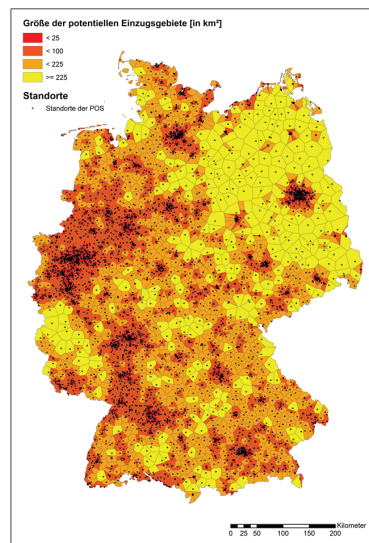 Größe der potentiellen Einzugsgebiete [in km²]
< 25
< 100
< 225
>= 225
Standorte
Standorte der POS
Kilometer
0 25 50 100 150 200